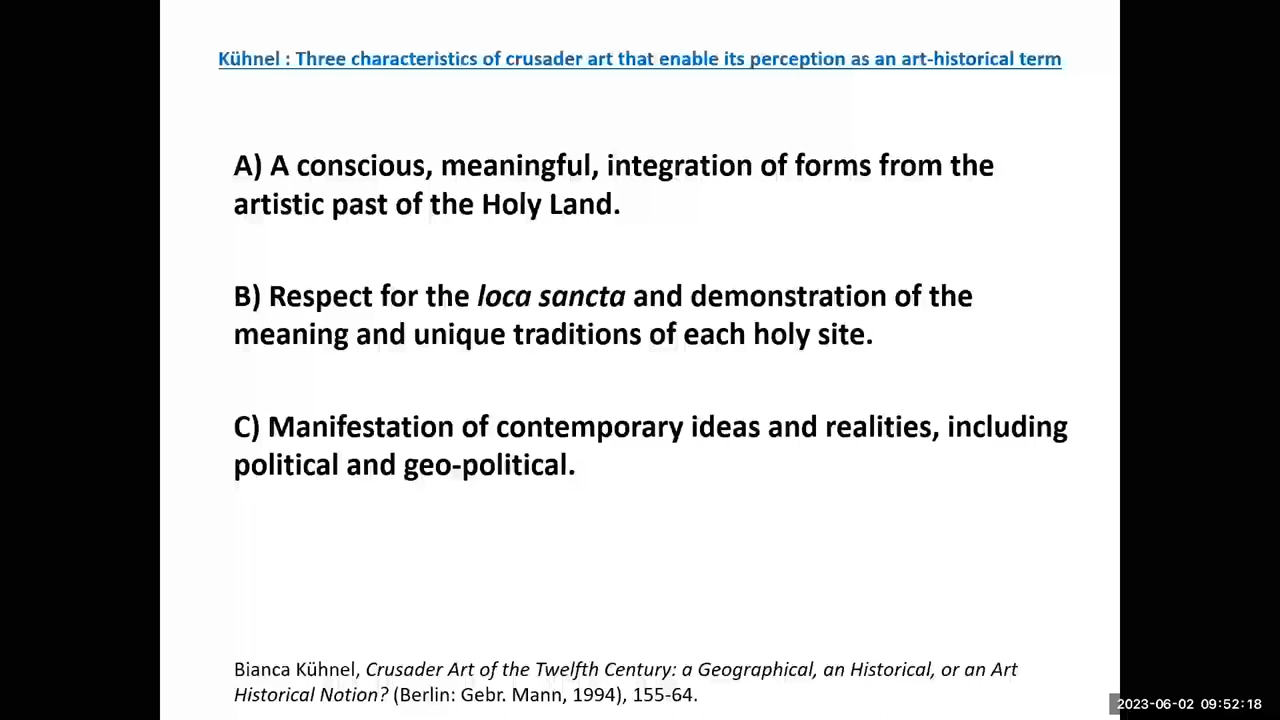 Kühnel : Three characteristics of crusader art that enable its perception as an art-historical term
A) A conscious, meaningful, integration of forms from the
artistic past of the Holy Land.
B) Respect for the loca sancta and demonstration of the
meaning and unique traditions of each holy site.
C) Manifestation of contemporary ideas and realities, including
political and geo-political.
Bianca Kühnel, Crusader Art of the Twelfth Century: a Geographical, an Historical, or an Art
Historical Notion? (Berlin: Gebr. Mann, 1994), 155-64.
2023-06-02 09:52:18